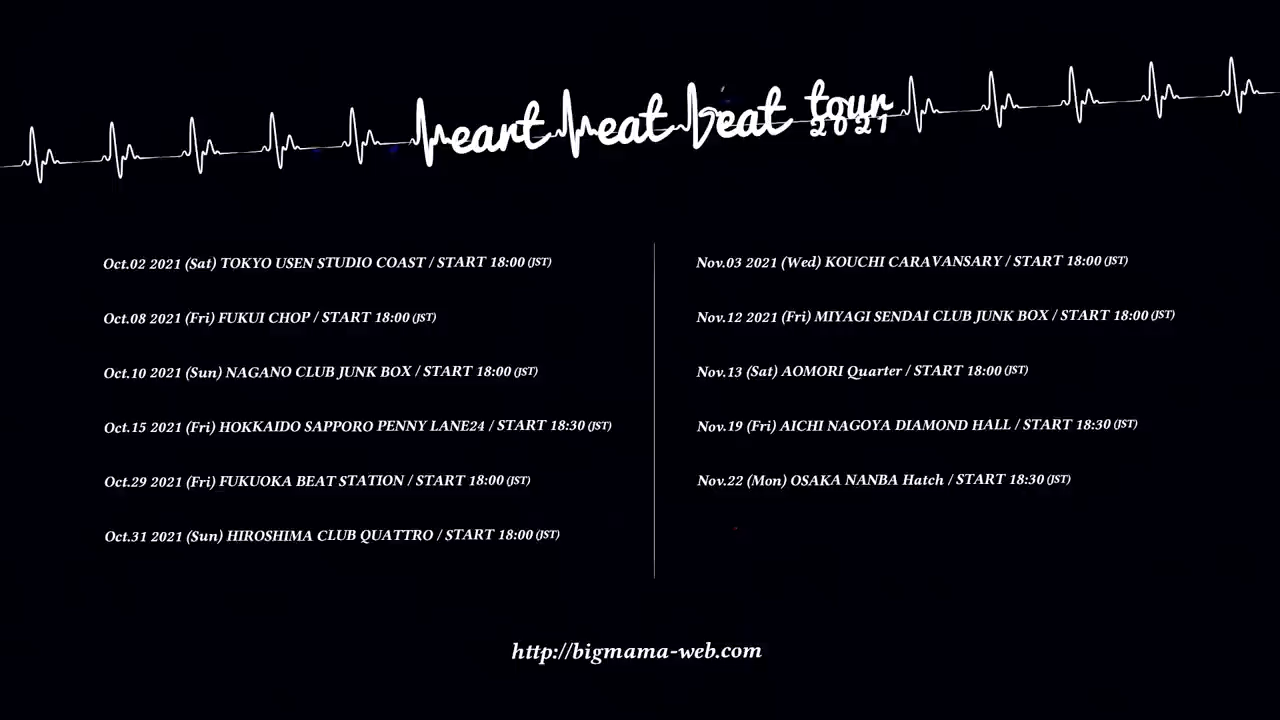 heart beat beat tour
2021
Oct.02 2021 (Sat) TOKYO USEN STUDIO COAST / START 18:00 (JST)
Oct.08 2021 (Fri) FUKUI CHOP / START 18:00 (JST)
Oct.10 2021 (Sun) NAGANO CLUB JUNK BOX / START 18:00 (JST)
Oct.15 2021 (Fri) HOKKAIDO SAPPORO PENNY LANE24 / START 18:30 (JST)
Oct.29 2021 (Fri) FUKUOKA BEAT STATION / START 18:00 (JST)
Oct.31 2021 (Sun) HIROSHIMA CLUB QUATTRO / START 18:00 (JST)
Nov.03 2021 (Wed) KOUCHI CARAVANSARY / START 18:00 (JST)
Nov.12 2021 (Fri) MIYAGI SENDAI CLUB JUNK BOX / START 18:00 (JST)
Nov.13 (Sat) AOMORI Quarter / START 18:00 (JST)
Nov.19 (Fri) AICHI NAGOYA DIAMOND HALL / START 18:30 (JST)
Nov.22 (Mon) OSAKA NANBA Hatch / START 18:30 (JST)
http://bigmama-web.com